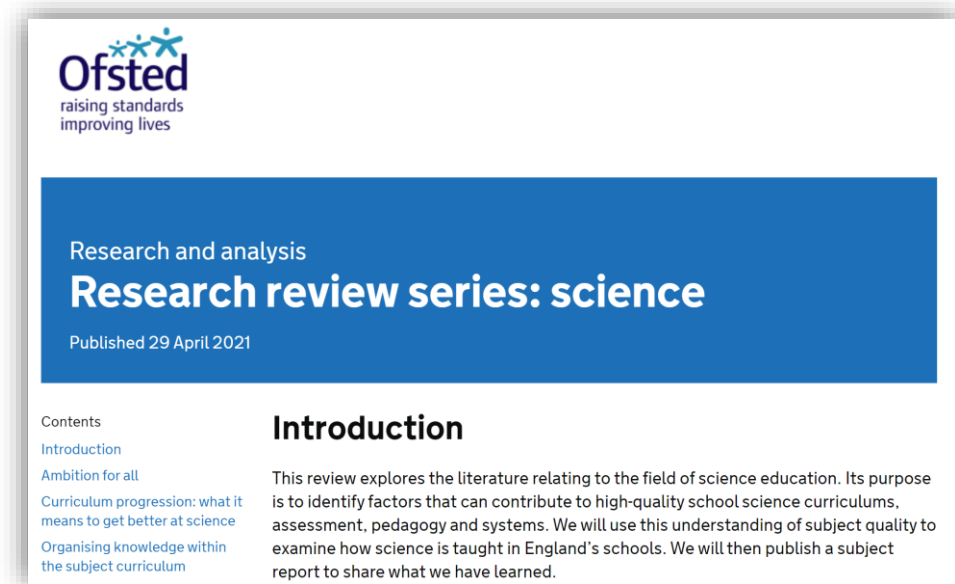 Ofsted
raising standards
improving lives
Research and analysis
Research review series: science
Published 29 April 2021
Contents
Introduction
Ambition for all
Curriculum progression: what it
means to get better at science
Organising knowledge within
the subject curriculum
Introduction
This review explores the literature relating to the field of science education. Its purpose
is to identify factors that can contribute to high-quality school science curriculums,
assessment, pedagogy and systems. We will use this understanding of subject quality to
examine how science is taught in England’s schools. We will then publish a subject
report to share what we have learned.